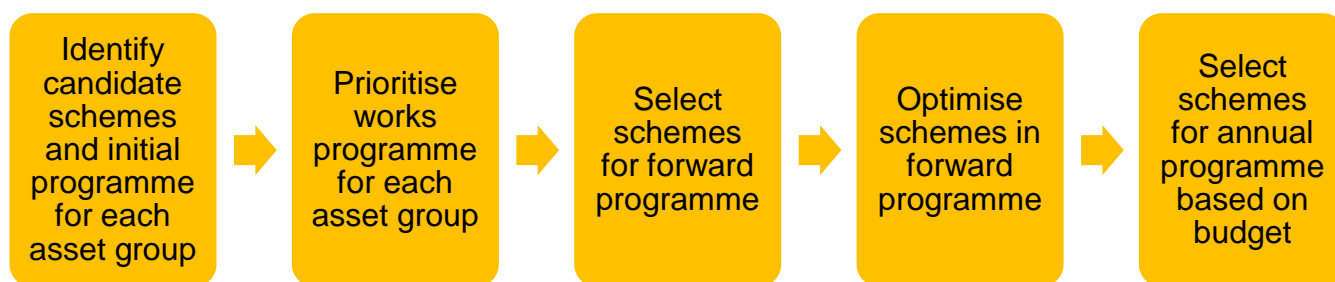 Identify
candidate
schemes
and initial
programme
for each
asset group
Prioritise
works
programme
for each
asset group
Select
schemes
for forward
programme
Optimise
schemes in
forward
programme
Select
schemes
for annual
programme
based on
budget